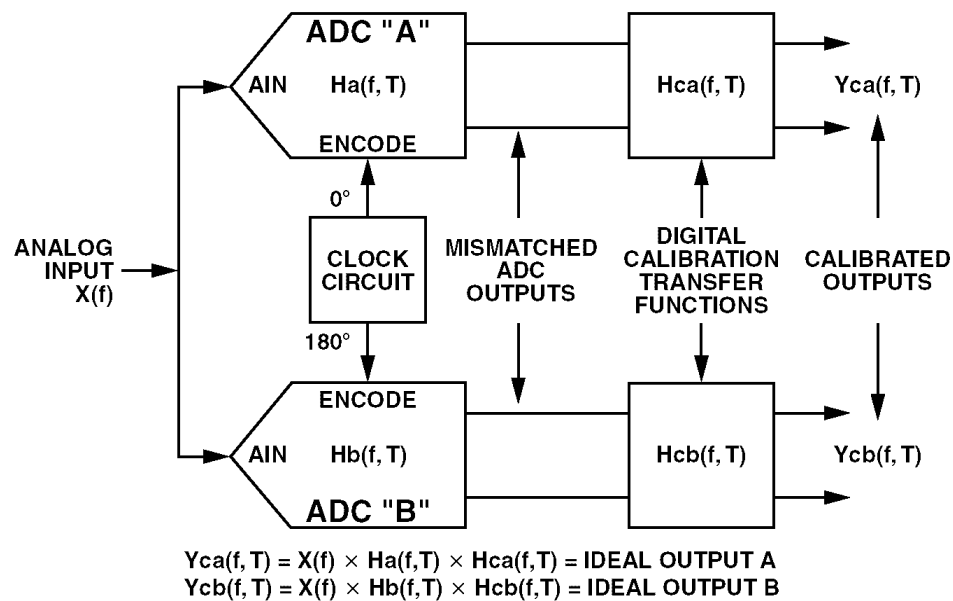 ADC "A"
AIN
Ha(f, T)
ENCODE
Hca(f, T)
Yca(f, T)
0°
ANALOG
INPUT
X(f)
CLOCK
CIRCUIT
MISMATCHED
ADC
OUTPUTS
DIGITAL
CALIBRATION
TRANSFER
FUNCTIONS
CALIBRATED
OUTPUTS
180°
ENCODE
AIN
Hb(f, T)
ADC "B"
Hcb(f, T)
Ycb(f, T)
Yca(f, T) = X(f) × Ha(f,T) × Hca(f,T) = IDEAL OUTPUT A
Ycb(f, T) = X(f) × Hb(f,T) × Hcb(f,T) = IDEAL OUTPUT B